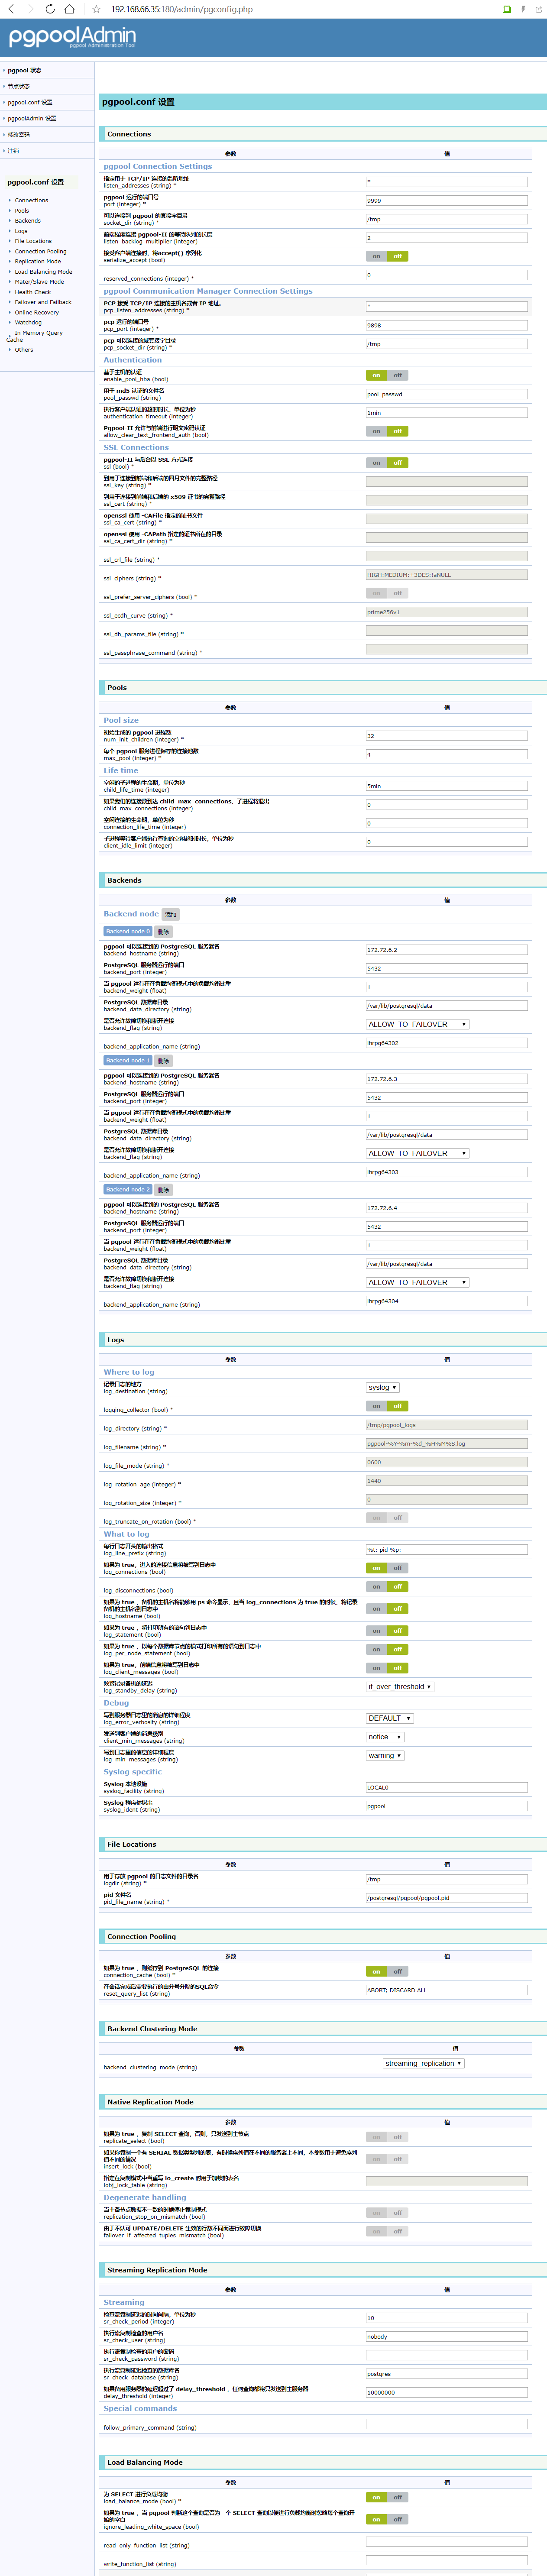 192.168.66.35:180/admin/pgconfig.php
pgpoolAdmin
pgpool Administration Tool
pgpool 状态
节点状态
pgpool.conf 设置
pgpoolAdmin 设置
修改密码
注销
pgpool.conf 设置
Connections
Pools
Backends
Logs
File Locations
Connection Pooling
Replication Mode
Load Balancing Mode
Mater/Slave Mode
Health Check
Failover and Failback
Online Recovery
Watchdog
In Memory Query
Cache
Others
pgpool.conf 设置
Connections
参数 值
pgpool Connection Settings
指定用于 TCP/IP 连接的监听地址
listen_addresses (string) * *
pgpool 运行的端口号
port (integer) * 9999
可以连接到 pgpool 的套接字目录
socket_dir (string) * /tmp
前端程序连接 pgpool-II 的等待队列的长度
listen_backlog_multiplier (integer) 2
接受客户端连接时，将accept() 序列化
serialize_accept (bool) on off
reserved_connections (integer) * 0
pgpool Communication Manager Connection Settings
PCP 接受 TCP/IP 连接的主机名或者 IP 地址。
pcp_listen_addresses (string) * *
pcp 运行的端口号
pcp_port (integer) * 9898
pcp 可以连接的域套接字目录
pcp_socket_dir (string) * /tmp
Authentication
基于主机的认证
enable_pool_hba (bool) on off
用于 md5 认证的文件名
pool_passwd (string) pool_passwd
执行客户端认证的超时时长，单位为秒
authentication_timeout (integer) 1min
Pgpool-II 允许与前端进行明文密码认证
allow_clear_text_frontend_auth (bool) on off
SSL Connections
pgpool-II 与后台以 SSL 方式连接
ssl (bool) * on off
到用于连接到前端和后端的私月文件的完整路径
ssl_key (string) *
到用于连接到前端和后端的 x509 证书的完整路径
ssl_cert (string) *
openssl 使用 -CAFile 指定的证书文件
ssl_ca_cert (string) *
openssl 使用 -CAPath 指定的证书所在的目录
ssl_ca_cert_dir (string) *
ssl_crl_file (string) *
ssl_ciphers (string) * HIGH:MEDIUM:+3DES:!aNULL
ssl_prefer_server_ciphers (bool) * on off
ssl_ecdh_curve (string) * prime256v1
ssl_dh_params_file (string) *
ssl_passphrase_command (string) *
Pools
参数 值
Pool size
初始生成的 pgpool 进程数
num_init_children (integer) * 32
每个 pgpool 服务进程保存的连接池数
max_pool (integer) * 4
Life time
空闲的子进程的生命期，单位为秒
child_life_time (integer) 5min
如果我们的连接数到达 child_max_connections，子进程将退出
child_max_connections (integer) 0
空闲连接的生命期，单位为秒
connection_life_time (integer) 0
子进程等待客户端执行查询的空闲超时时长，单位为秒
client_idle_limit (integer) 0
Backends
参数 值
Backend node 添加
Backend node 0 删除
pgpool 可以连接到的 PostgreSQL 服务器名
backend_hostname (string) 172.72.6.2
PostgreSQL 服务器运行的端口
backend_port (integer) 5432
当 pgpool 运行在在负载均衡模式中的负载均衡比重
backend_weight (float) 1
PostgreSQL 数据库目录
backend_data_directory (string) /var/lib/postgresql/data
是否允许故障切换和断开连接
backend_flag (string) ALLOW_TO_FAILOVER
backend_application_name (string) lhrpg64302
Backend node 1 删除
pgpool 可以连接到的 PostgreSQL 服务器名
backend_hostname (string) 172.72.6.3
PostgreSQL 服务器运行的端口
backend_port (integer) 5432
当 pgpool 运行在在负载均衡模式中的负载均衡比重
backend_weight (float) 1
PostgreSQL 数据库目录
backend_data_directory (string) /var/lib/postgresql/data
是否允许故障切换和断开连接
backend_flag (string) ALLOW_TO_FAILOVER
backend_application_name (string) lhrpg64303
Backend node 2 删除
pgpool 可以连接到的 PostgreSQL 服务器名
backend_hostname (string) 172.72.6.4
PostgreSQL 服务器运行的端口
backend_port (integer) 5432
当 pgpool 运行在在负载均衡模式中的负载均衡比重
backend_weight (float) 1
PostgreSQL 数据库目录
backend_data_directory (string) /var/lib/postgresql/data
是否允许故障切换和断开连接
backend_flag (string) ALLOW_TO_FAILOVER
backend_application_name (string) lhrpg64304
Logs
参数 值
Where to log
记录日志的地方
log_destination (string) syslog
logging_collector (bool) * on off
log_directory (string) * /tmp/pgpool_logs
log_filename (string) * pgpool-%Y-%m-%d_%H%M%S.log
log_file_mode (string) * 0600
log_rotation_age (integer) * 1440
log_rotation_size (integer) * 0
log_truncate_on_rotation (bool) * on off
What to log
每行日志开头的输出格式
log_line_prefix (string) %t: pid %p:
如果为 true，进入的连接信息将被写到日志中
log_connections (bool) on off
log_disconnections (bool) on off
如果为 true ，备机的主机名将能够用 ps 命令显示，且当 log_connections 为 true 的时候，将记录
备机的主机名到日志中
log_hostname (bool) on off
如果为 true ，将打印所有的语句到日志中
log_statement (bool) on off
如果为 true ，以每个数据库节点的模式打印所有的语句到日志中
log_per_node_statement (bool) on off
如果为 true，前端信息将被写到日志中
log_client_messages (bool) on off
频繁记录备机的延迟
log_standby_delay (string) if_over_threshold
Debug
写到服务器日志里的消息的详细程度
log_error_verbosity (string) DEFAULT
发送到客户端的消息级别
client_min_messages (string) notice
写到日志里的信息的详细程度
log_min_messages (string) warning
Syslog specific
Syslog 本地设施
syslog_facility (string) LOCAL0
Syslog 程序标识串
syslog_ident (string) pgpool
File Locations
参数 值
用于存放 pgpool 的日志文件的目录名
logdir (string) * /tmp
pid 文件名
pid_file_name (string) * /postgresql/pgpool/pgpool.pid
Connection Pooling
参数 值
如果为 true ，则缓存到 PostgreSQL 的连接
connection_cache (bool) * on off
在会话完成后需要执行的由分号分隔的SQL命令
reset_query_list (string) ABORT; DISCARD ALL
Backend Clustering Mode
参数 值
backend_clustering_mode (string) streaming_replication
Native Replication Mode
参数 值
如果为 true ，复制 SELECT 查询，否则，只发送到主节点
replicate_select (bool) on off
如果你复制一个有 SERIAL 数据类型列的表，有时候序列值在不同的服务器上不同，本参数用于避免序列
值不同的情况
insert_lock (bool) on off
指定在复制模式中当重写 lo_create 时用于加锁的表名
lobj_lock_table (string)
Degenerate handling
当主备节点数据不一致的时候停止复制模式
replication_stop_on_mismatch (bool) on off
由于不认可 UPDATE/DELETE 生效的行数不同而进行故障切换
failover_if_affected_tuples_mismatch (bool) on off
Streaming Replication Mode
参数 值
Streaming
检查流复制延迟的时间间隔，单位为秒
sr_check_period (integer) 10
执行流复制检查的用户名
sr_check_user (string) nobody
执行流复制检查的用户的密码
sr_check_password (string)
执行流复制延迟检查的数据库名
sr_check_database (string) postgres
如果备用服务器的延迟超过了 delay_threshold ，任何查询都将只发送到主服务器
delay_threshold (integer) 10000000
Special commands
follow_primary_command (string)
Load Balancing Mode
参数 值
为 SELECT 进行负载均衡
load_balance_mode (bool) * on off
如果为 true ，当 pgpool 判断这个查询是否为一个 SELECT 查询以便进行负载均衡时忽略每个查询开
始的空白
ignore_leading_white_space (bool) on off
read_only_function_list (string)
write_function_list (string)